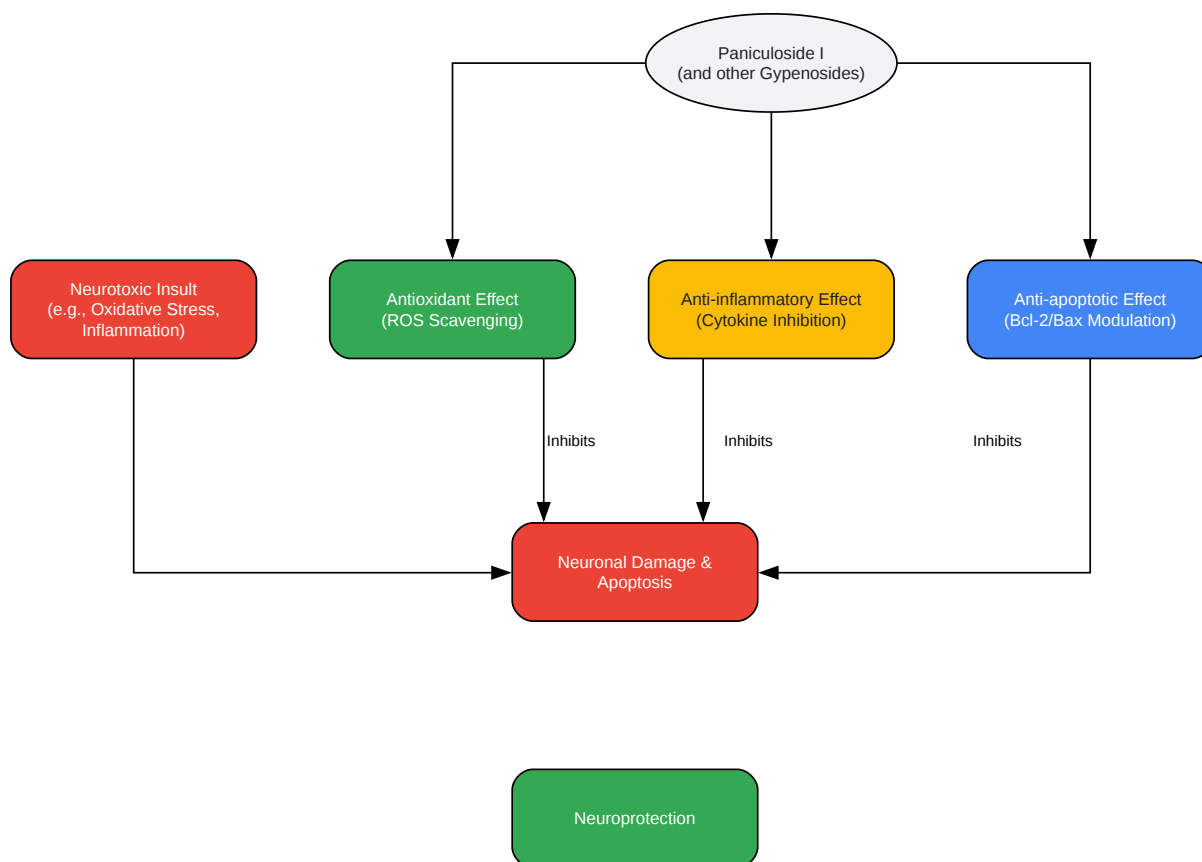 Paniculoside I
(and other Gypenosides)
Neurotoxic Insult
(e.g., Oxidative Stress,
Inflammation)
Antioxidant Effect
(ROS Scavenging)
Anti-inflammatory Effect
(Cytokine Inhibition)
Anti-apoptotic Effect
(Bcl-2/Bax Modulation)
Inhibits
Inhibits
Inhibits
Neuronal Damage &
Apoptosis
Neuroprotection